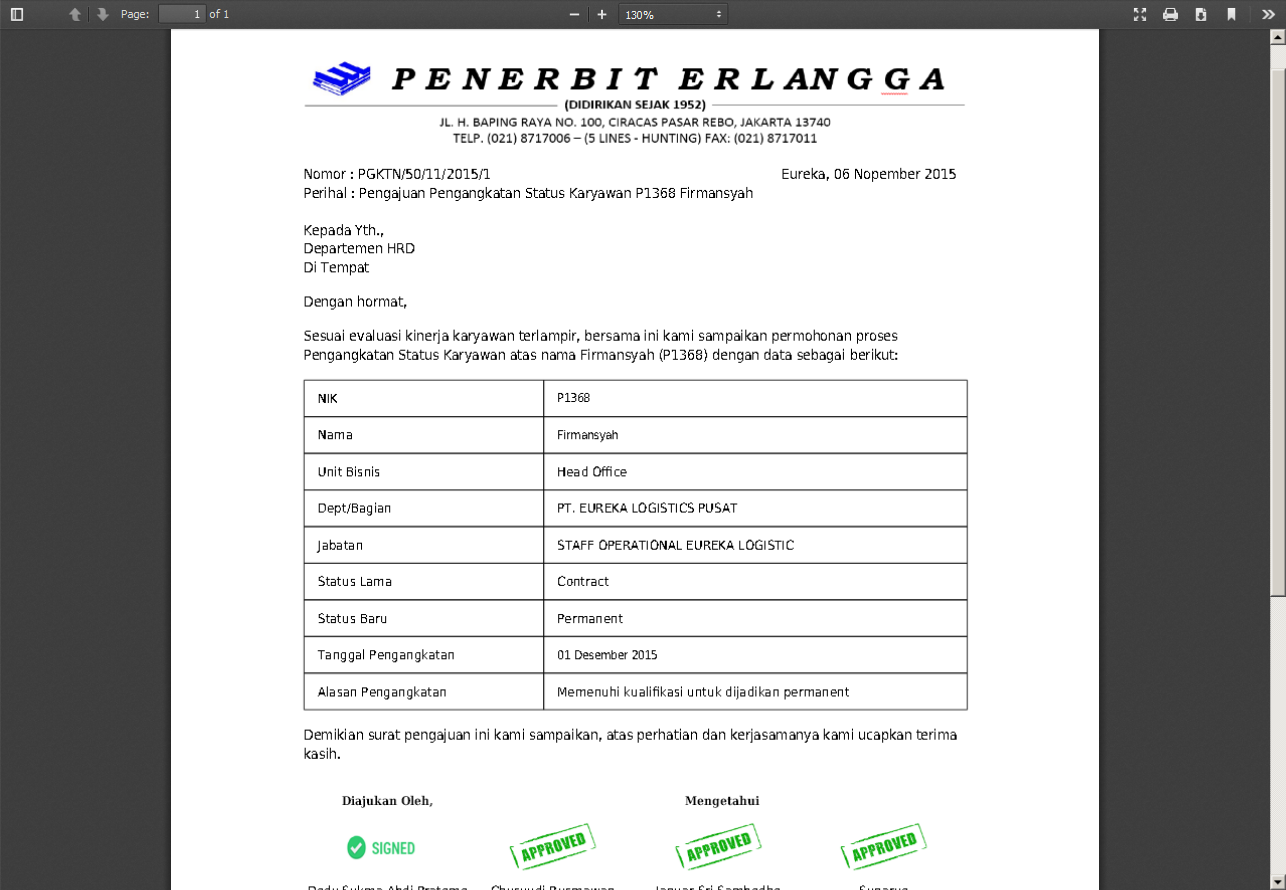 Page: 1 of 1 130%
PENERBIT ERLANGGA
(DIDIRIKAN SEJAK 1952)
JL. H. BAPING RAYA NO. 100, CIRACAS PASAR REBO, JAKARTA 13740
TELP. (021) 8717006 – (5 LINES - HUNTING) FAX: (021) 8717011
Nomor : PGKTN/50/11/2015/1 Eureka, 06 Nopember 2015
Perihal : Pengajuan Pengangkatan Status Karyawan P1368 Firmansyah
Kepada Yth.,
Departemen HRD
Di Tempat
Dengan hormat,
Sesuai evaluasi kinerja karyawan terlampir, bersama ini kami sampaikan permohonan proses
Pengangkatan Status Karyawan atas nama Firmansyah (P1368) dengan data sebagai berikut:
NIK P1368
Nama Firmansyah
Unit Bisnis Head Office
Dept/Bagian PT. EUREKA LOGISTICS PUSAT
Jabatan STAFF OPERATIONAL EUREKA LOGISTIC
Status Lama Contract
Status Baru Permanent
Tanggal Pengangkatan 01 Desember 2015
Alasan Pengangkatan Memenuhi kualifikasi untuk dijadikan permanent
Demikian surat pengajuan ini kami sampaikan, atas perhatian dan kerjasamanya kami ucapkan terima
kasih.
Diajukan Oleh, Mengetahui
SIGNED APPROVED APPROVED APPROVED